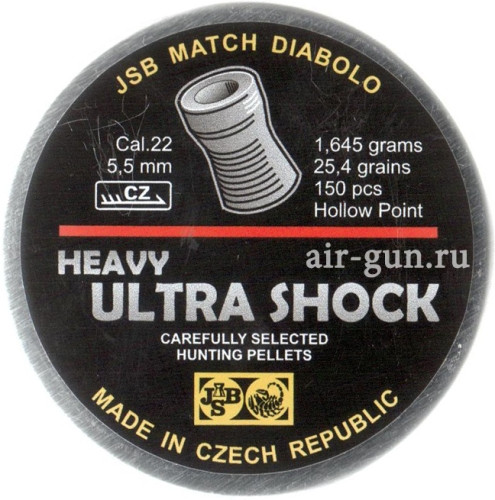 JSB MATCH DIABOLO
Cal.22
5,5 mm
CZ
1,645 grams
25,4 grains
150 pcs
Hollow Point
air-gun.ru
HEAVY
ULTRA SHOCK
CAREFULLY SELECTED
HUNTING PELLETS
JSB
MADE IN CZECH REPUBLIC